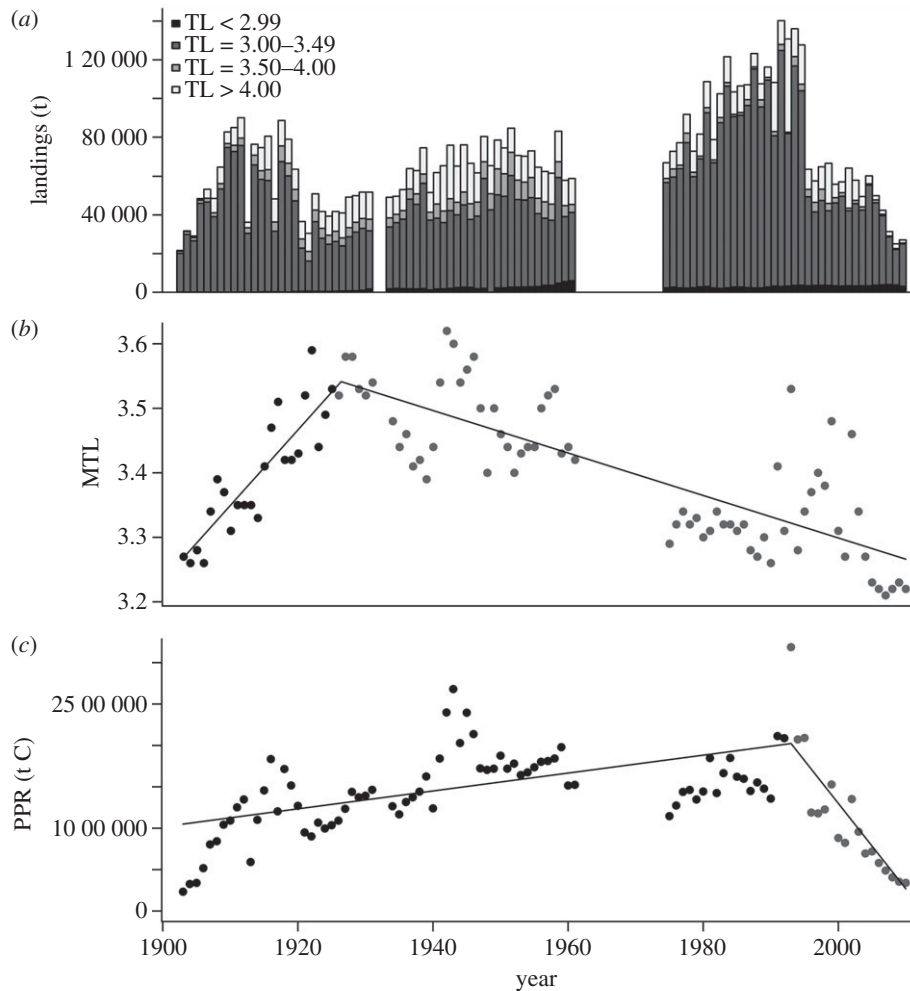 (a)
TL < 2.99
TL = 3.00–3.49
TL = 3.50–4.00
TL > 4.00
1 20 000
80 000
40 000
0
landings (t)
(b)
3.6
3.5
3.4
3.3
3.2
MTL
(c)
25 00 000
10 00 000
0
PPR (t C)
1900
1920
1940
1960
1980
2000
year